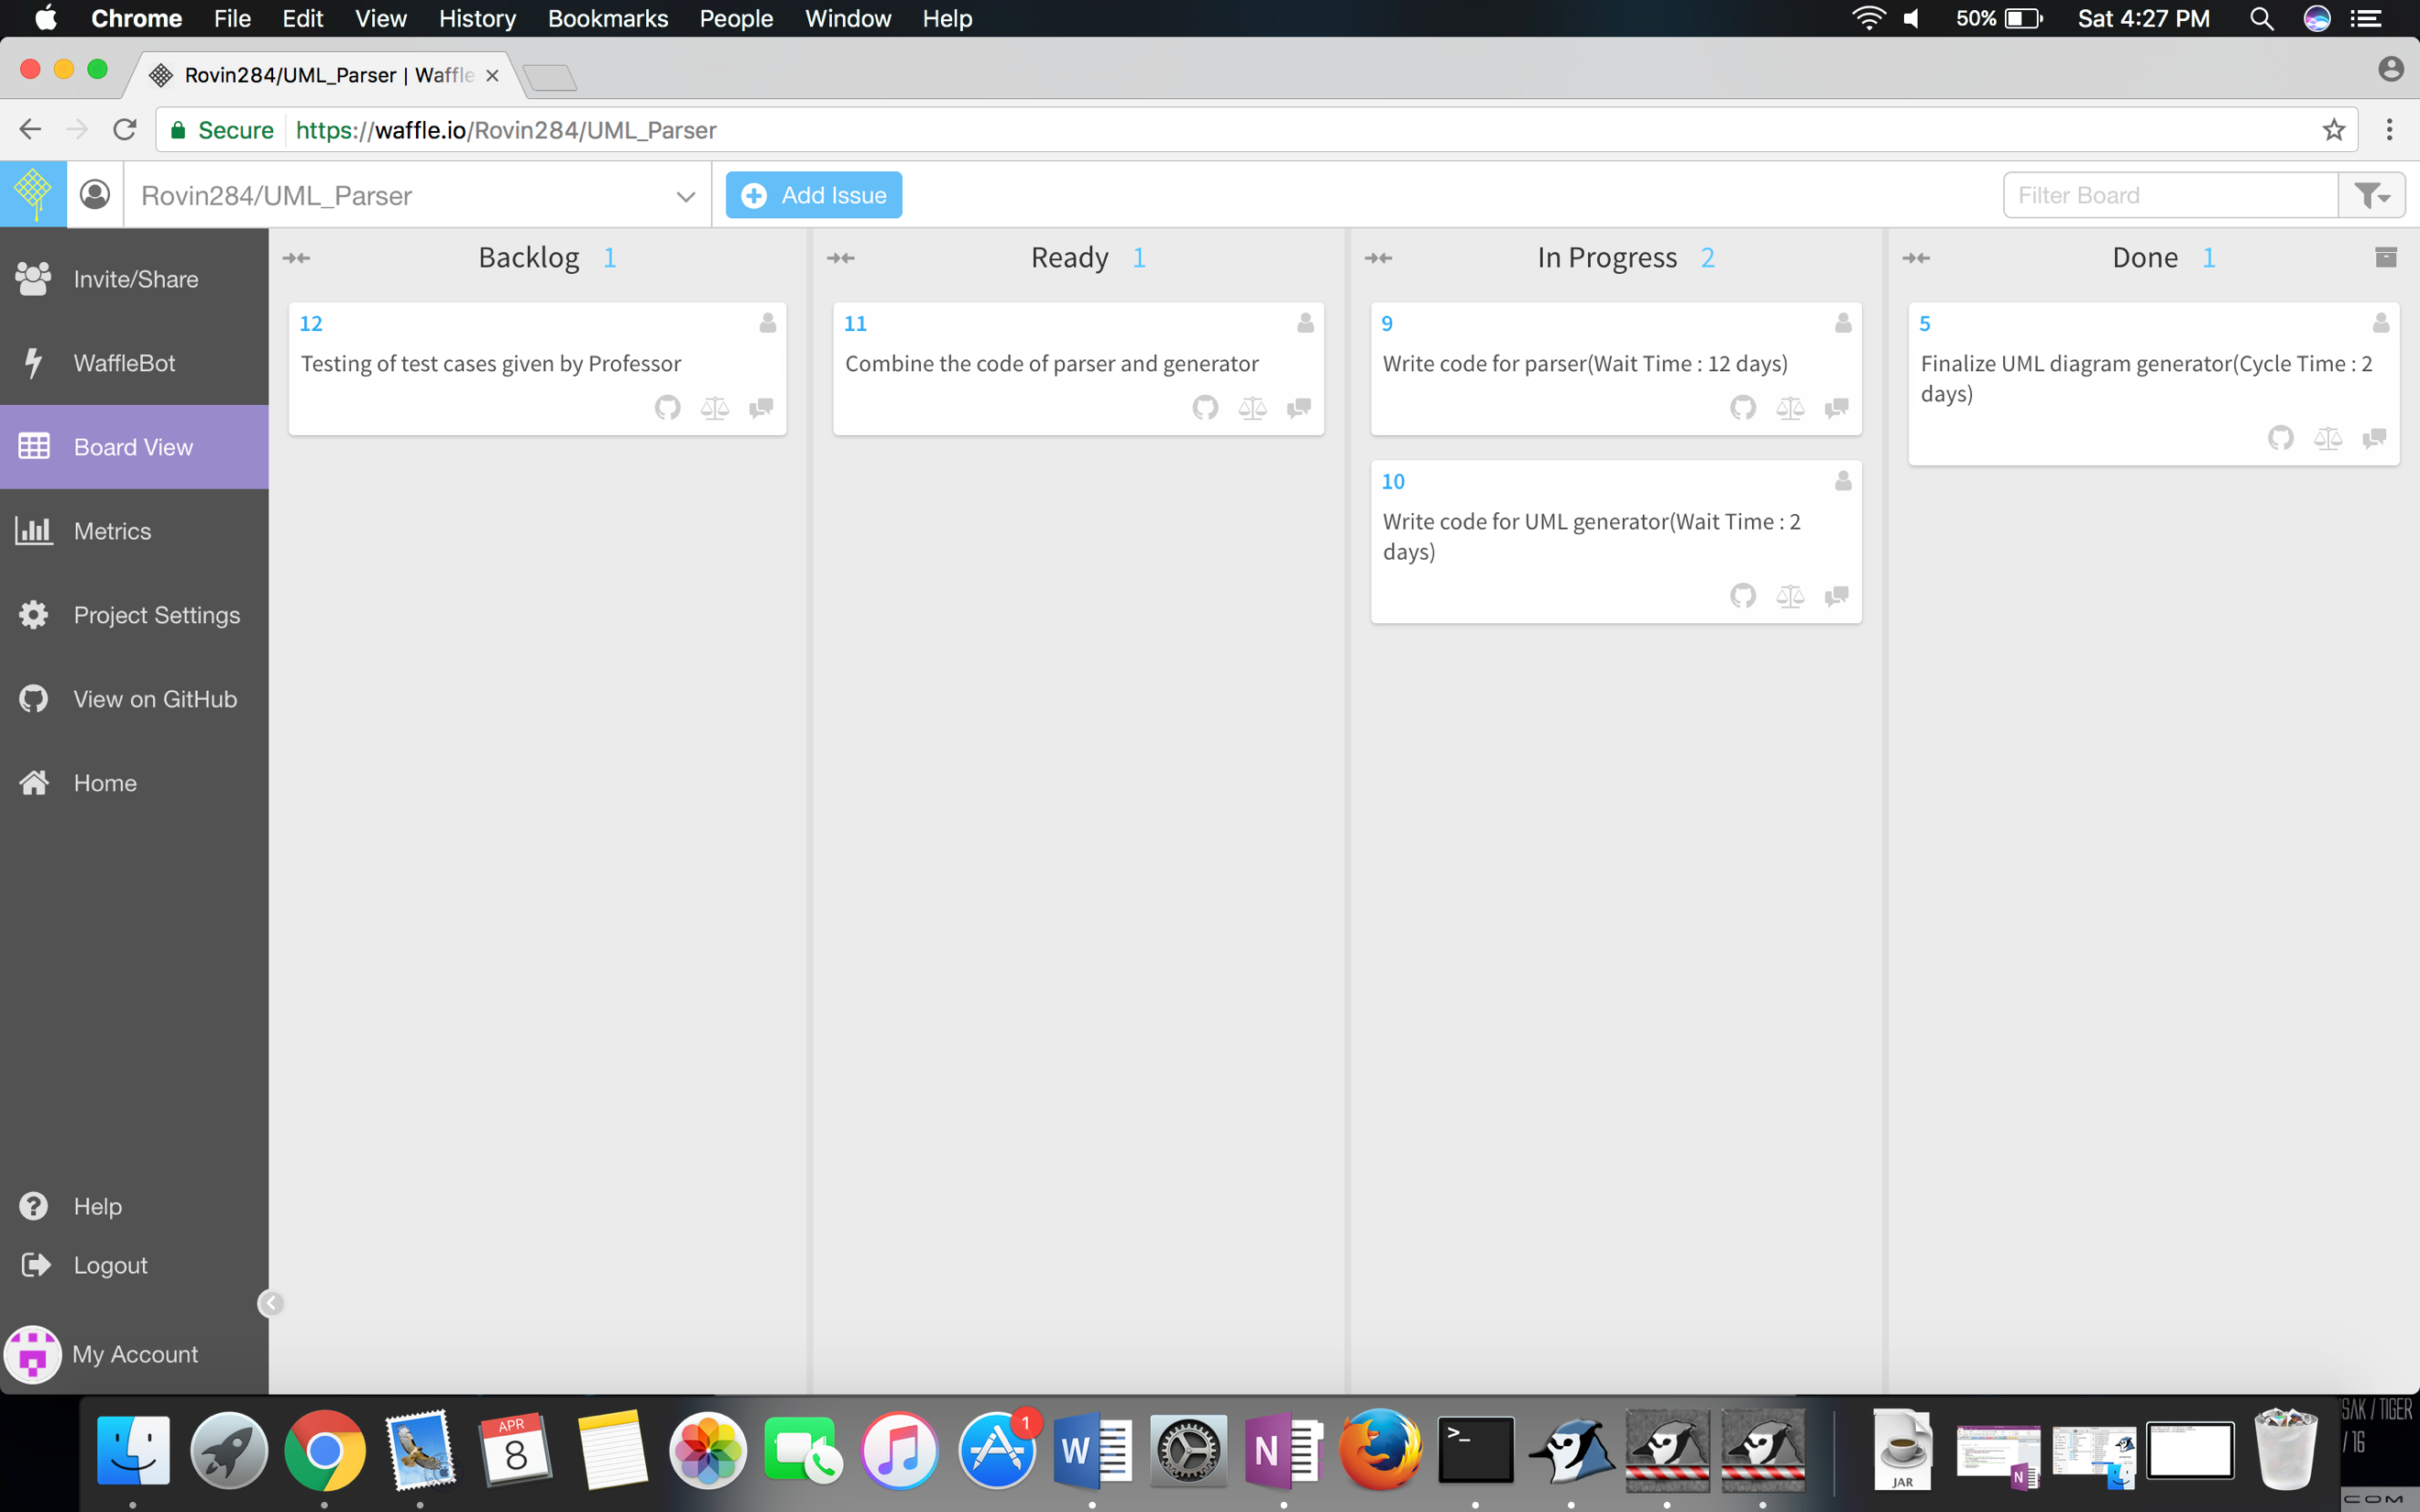 Chrome File Edit View History Bookmarks People Window Help 50% Sat 4:27 PM
Rovin284/UML_Parser | Waffle
Secure https://waffle.io/Rovin284/UML_Parser
Rovin284/UML_Parser Add Issue Filter Board
Invite/Share
WaffleBot
Board View
Metrics
Project Settings
View on GitHub
Home
Help
Logout
My Account
Backlog 1
12
Testing of test cases given by Professor
Ready 1
11
Combine the code of parser and generator
In Progress 2
9
Write code for parser(Wait Time : 12 days)
10
Write code for UML generator(Wait Time : 2
days)
Done 1
5
Finalize UML diagram generator(Cycle Time : 2
days)
APR
8
1
W
N
>_
JAR
N
SAK / TIGER
/ 16
COM